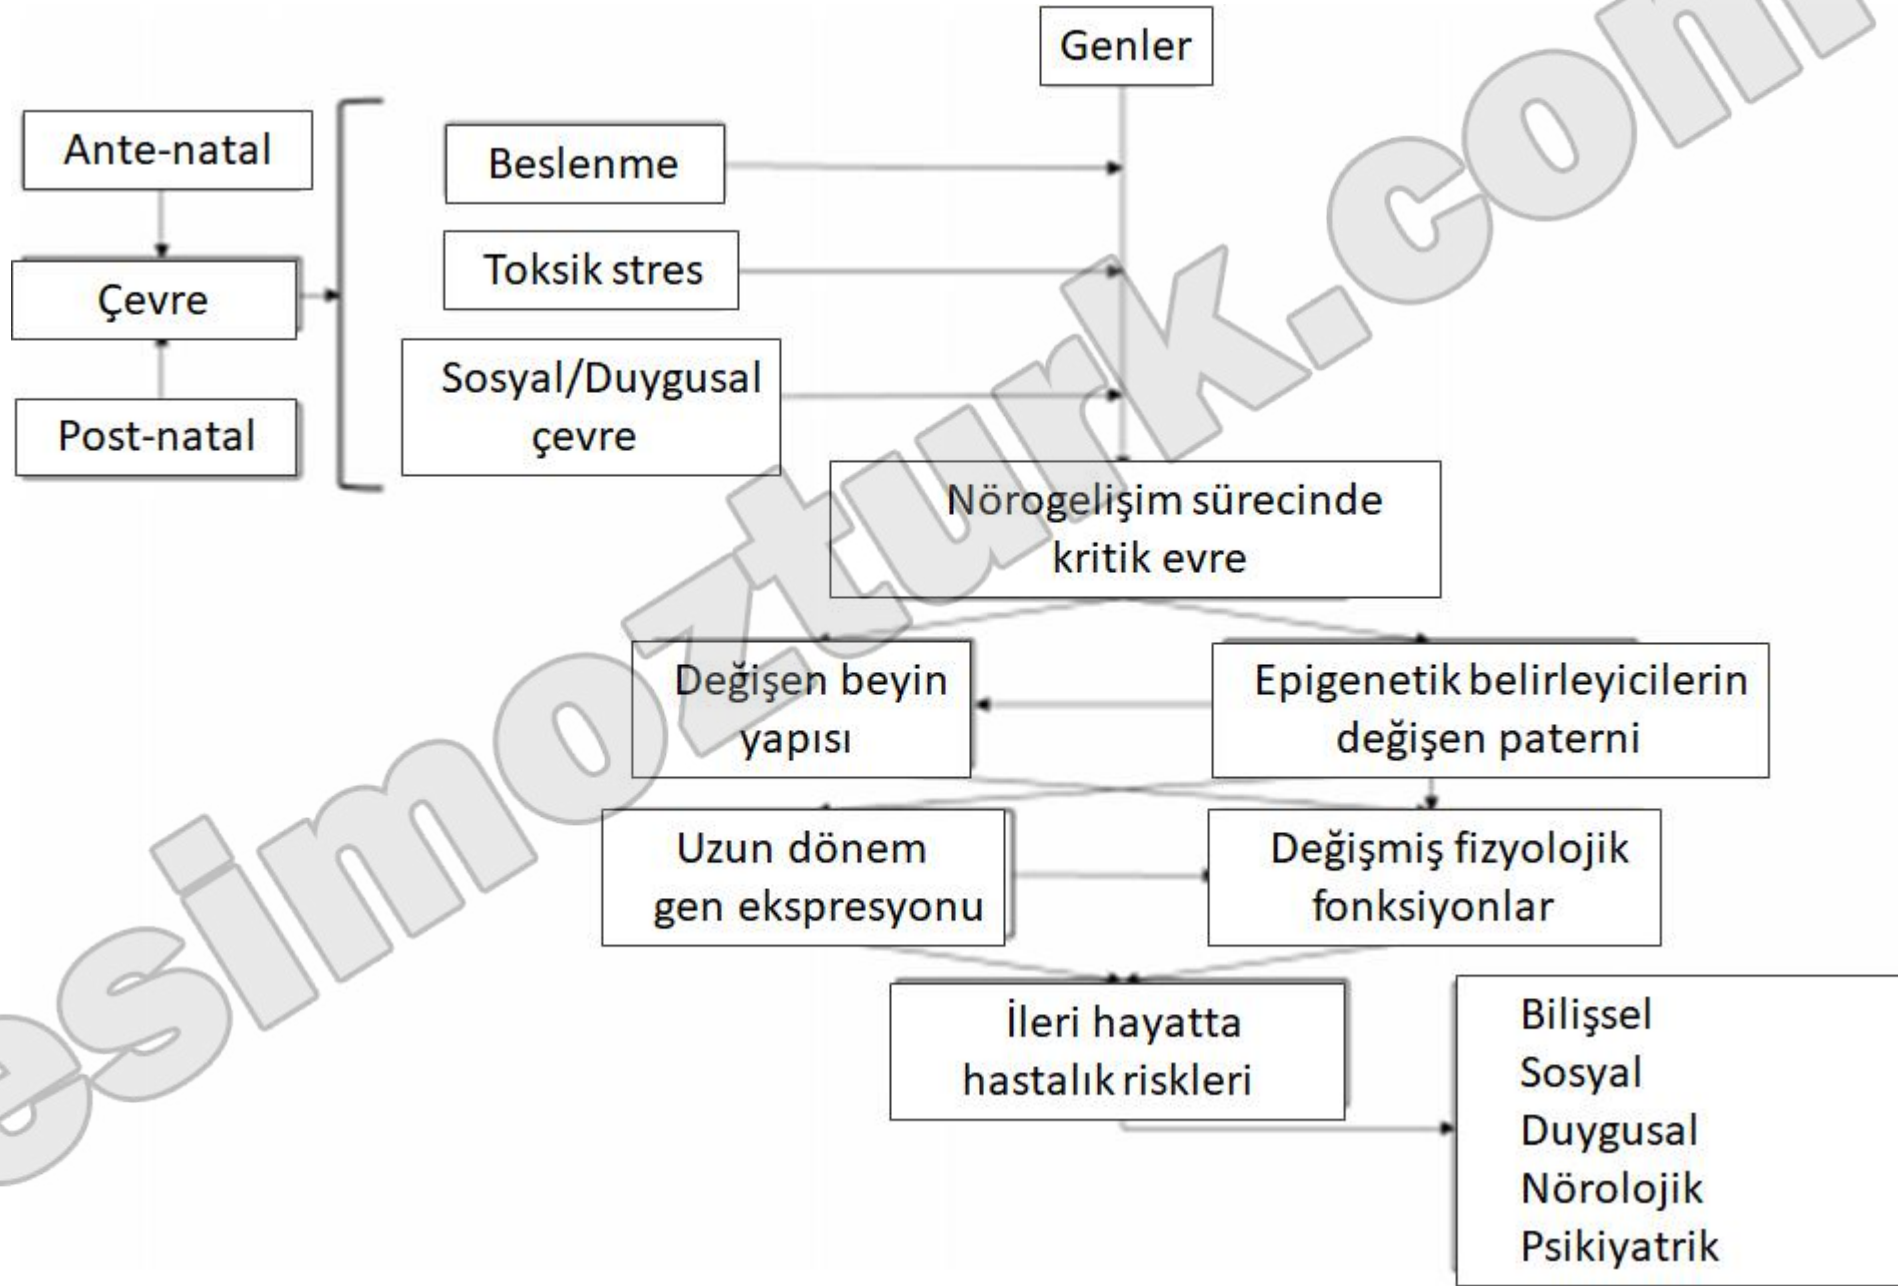 Genler
Ante-natal
Beslenme
Toksik stres
Çevre
Sosyal/Duygusal
çevre
Post-natal
Nörogelişim sürecinde
kritik evre
Değişen beyin
yapısı
Epigenetik belirleyicilerin
değişen paterni
Uzun dönem
gen ekspresyonu
Değişmiş fizyolojik
fonksiyonlar
İleri hayatta
hastalık riskleri
Bilişsel
Sosyal
Duygusal
Nörolojik
Psikiyatrik
esimozturk.com